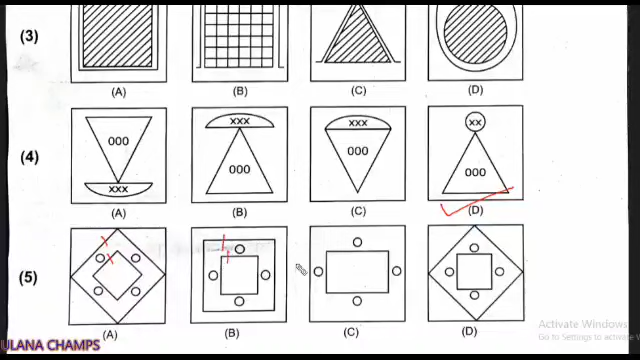 (3)
(A) (B) (C) (D)
(4)
000 xxx
xxx 000
xxx 000
xx 000
(A) (B) (C) (D)
(5)
(A) (B) (C) (D)
Activate Windows
Go to Settings to activate W
ULANA CHAMPS